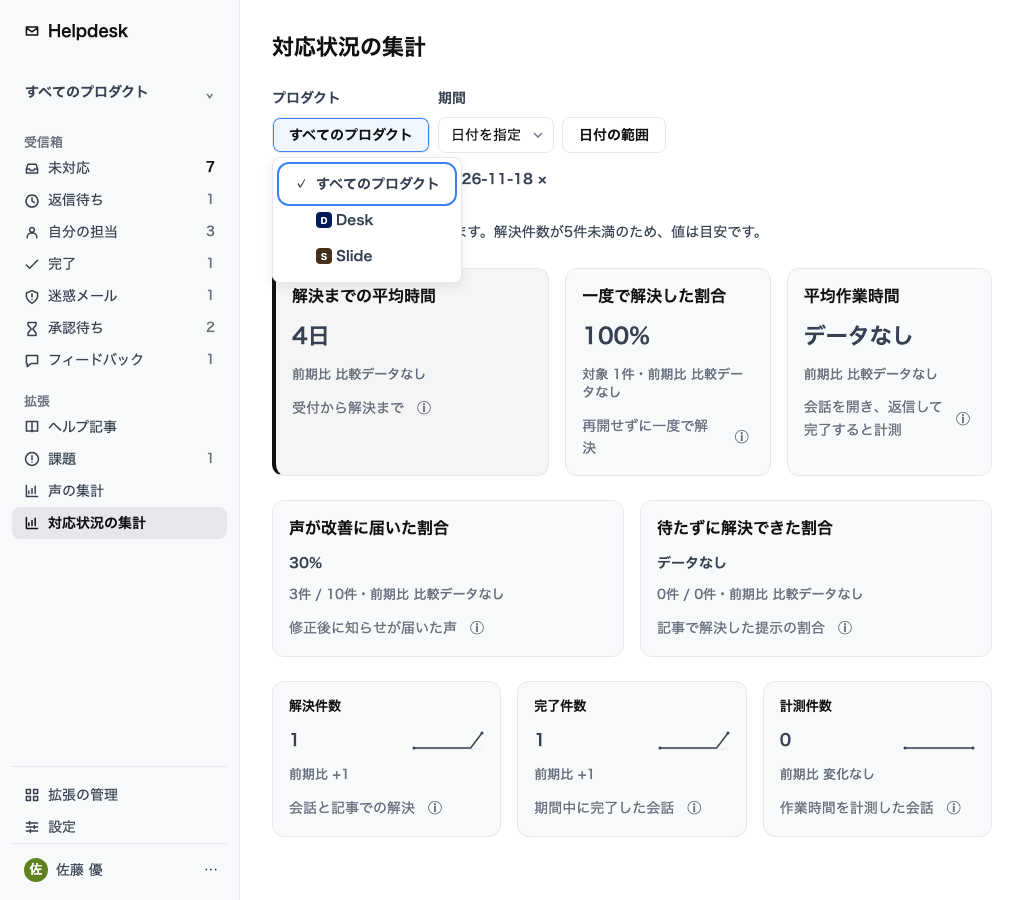 Helpdesk
すべてのプロダクト
受信箱
未対応 7
返信待ち 1
自分の担当 3
完了 1
迷惑メール 1
承認待ち 2
フィードバック 1
拡張
ヘルプ記事
課題 1
声の集計
対応状況の集計
拡張の管理
設定
佐 佐藤 優 …
対応状況の集計
プロダクト 期間
すべてのプロダクト 日付を指定 日付の範囲
✓ すべてのプロダクト
D Desk
S Slide
26-11-18 ×
ます。解決件数が5件未満のため、値は目安です。
解決までの平均時間
4日
前期比 比較データなし
受付から解決まで
一度で解決した割合
100%
対象 1件・前期比 比較デー
タなし
再開せずに一度で解
決
平均作業時間
データなし
前期比 比較データなし
会話を開き、返信して
完了すると計測
声が改善に届いた割合
30%
3件 / 10件・前期比 比較データなし
修正後に知らせが届いた声
待たずに解決できた割合
データなし
0件 / 0件・前期比 比較データなし
記事で解決した提示の割合
解決件数
1
前期比 +1
会話と記事での解決
完了件数
1
前期比 +1
期間中に完了した会話
計測件数
0
前期比 変化なし
作業時間を計測した会話